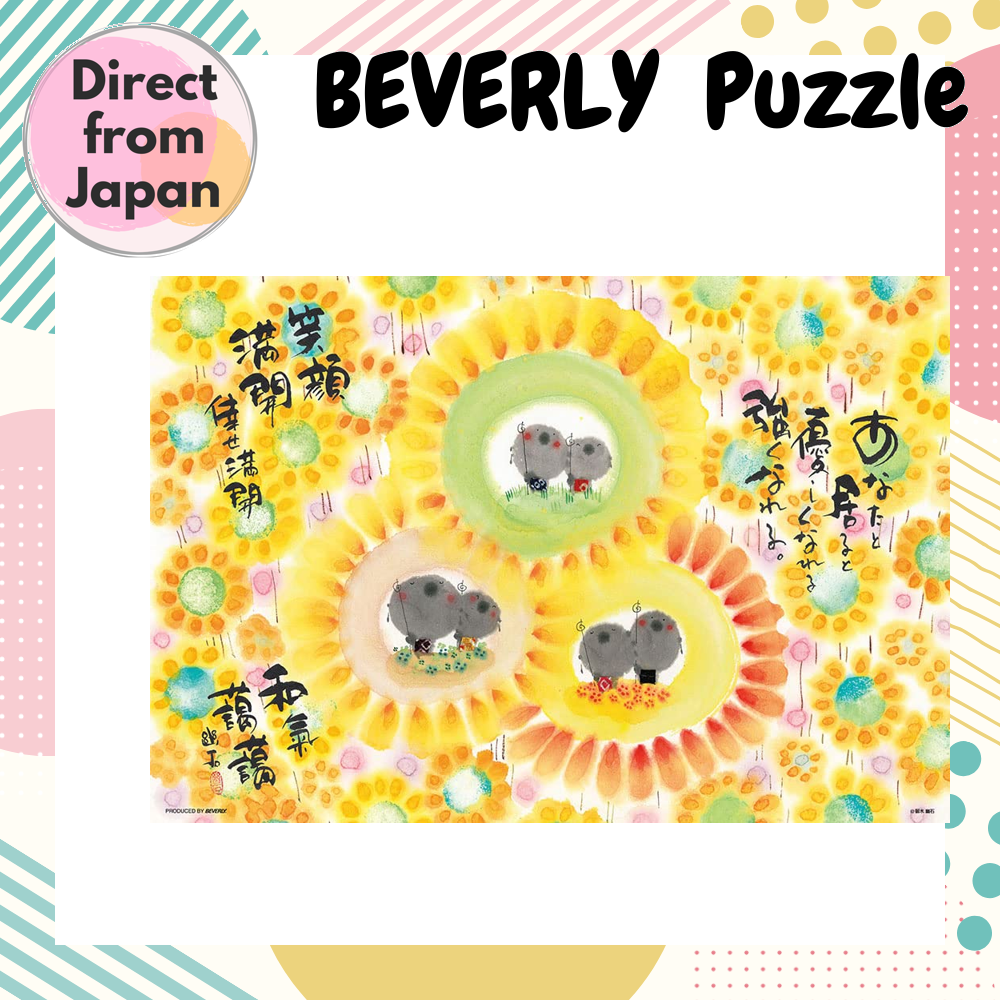 Direct
from
Japan
BEVERLY Puzzle
笑顔
満開
倖せ満開
あなたと
居ると
優しくなれる
強くなれる。
和氣
藹藹
PRODUCED BY BEVERLY.